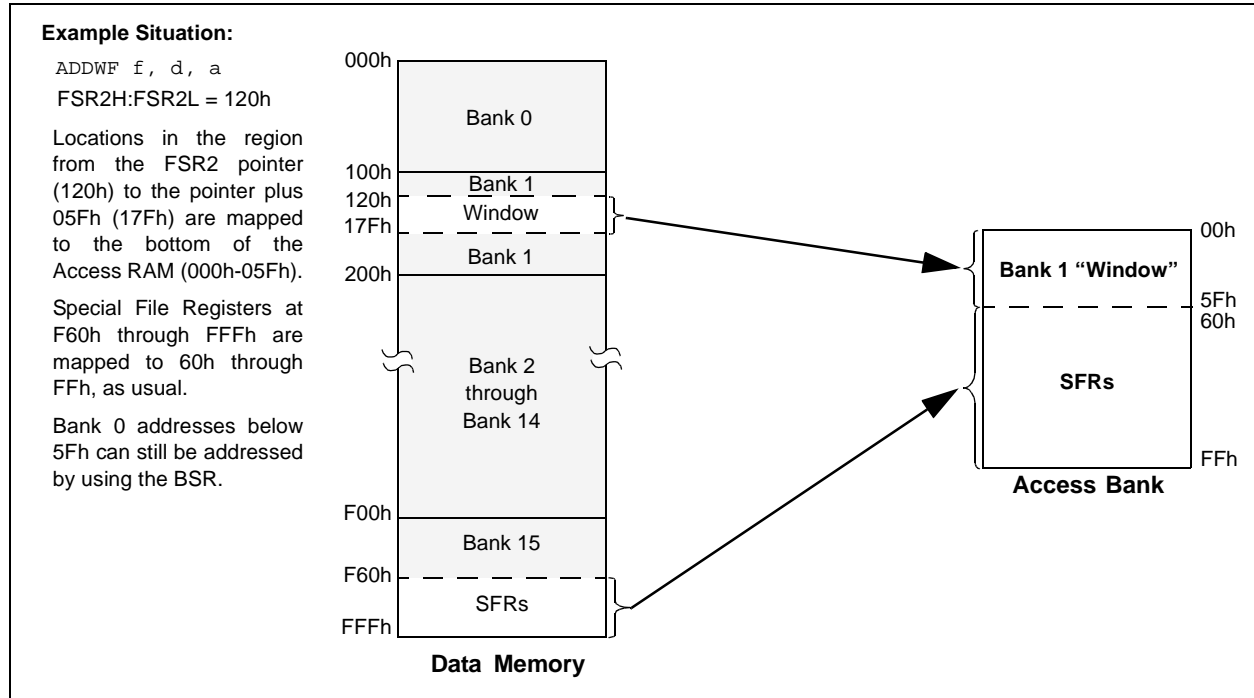 Example Situation:
ADDWF f, d, a
FSR2H:FSR2L = 120h
Locations in the region
from the FSR2 pointer
(120h) to the pointer plus
05Fh (17Fh) are mapped
to the bottom of the
Access RAM (000h-05Fh).
Special File Registers at
F60h through FFFh are
mapped to 60h through
FFh, as usual.
Bank 0 addresses below
5Fh can still be addressed
by using the BSR.
000h
Bank 0
100h
Bank 1
120h
Window
17Fh
Bank 1
200h
Bank 2
through
Bank 14
F00h
Bank 15
F60h
SFRs
FFFh
Data Memory
00h
Bank 1 “Window”
5Fh
60h
SFRs
FFh
Access Bank